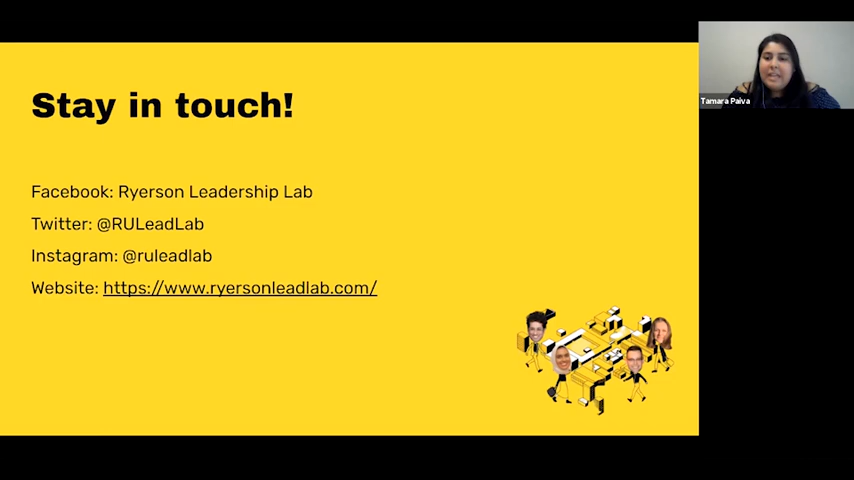 Stay in touch!
Facebook: Ryerson Leadership Lab
Twitter: @RULeadLab
Instagram: @ruleadlab
Website: https://www.ryersonleadlab.com/
Tamara Paiva